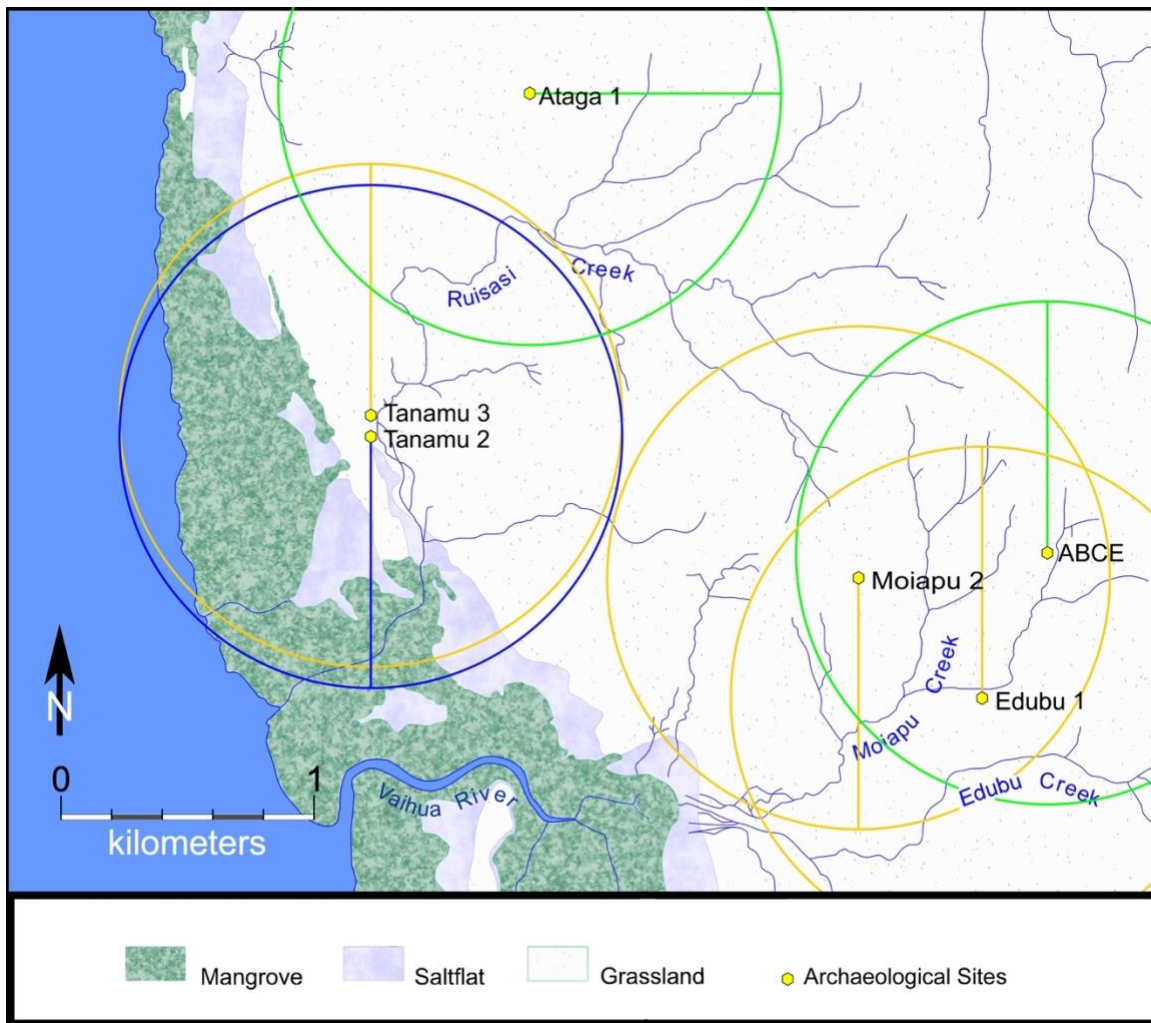 Ataga 1
Ruisasi Creek
Tanamu 3
Tanamu 2
ABCE
Moiapu 2
Moiapu Creek
Edubu 1
Edubu Creek
N
0 1
kilometers
Vaihua River
Mangrove Saltflat Grassland Archaeological Sites